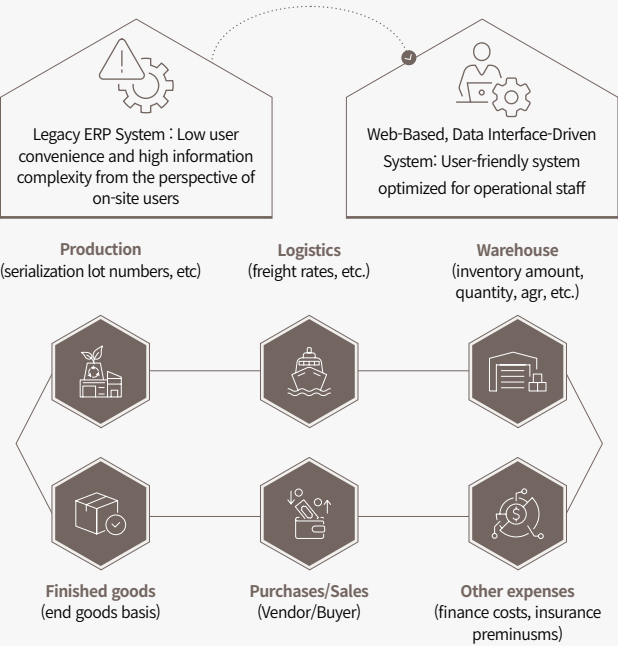 Legacy ERP System : Low user
convenience and high information
complexity from the perspective of
on-site users
Web-Based, Data Interface-Driven
System: User-friendly system
optimized for operational staff
Production
(serialization lot numbers, etc)
Logistics
(freight rates, etc.)
Warehouse
(inventory amount,
quantity, agr, etc.)
$
Finished goods
(end goods basis)
Purchases/Sales
(Vendor/Buyer)
Other expenses
(finance costs, insurance
preminusms)